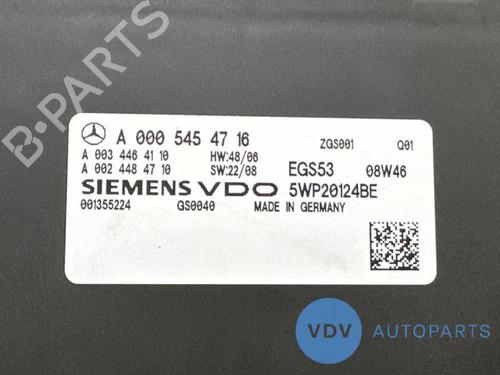 B-PARTS
A 000 545 47 16
ZGS001 Q01
A 003 446 41 10 HW:48/06
A 002 448 47 10 SW:22/08 EGS53 08W46
SIEMENS VDO 5WP20124BE
001355224 GS0040 MADE IN GERMANY
VDV AUTOPARTS